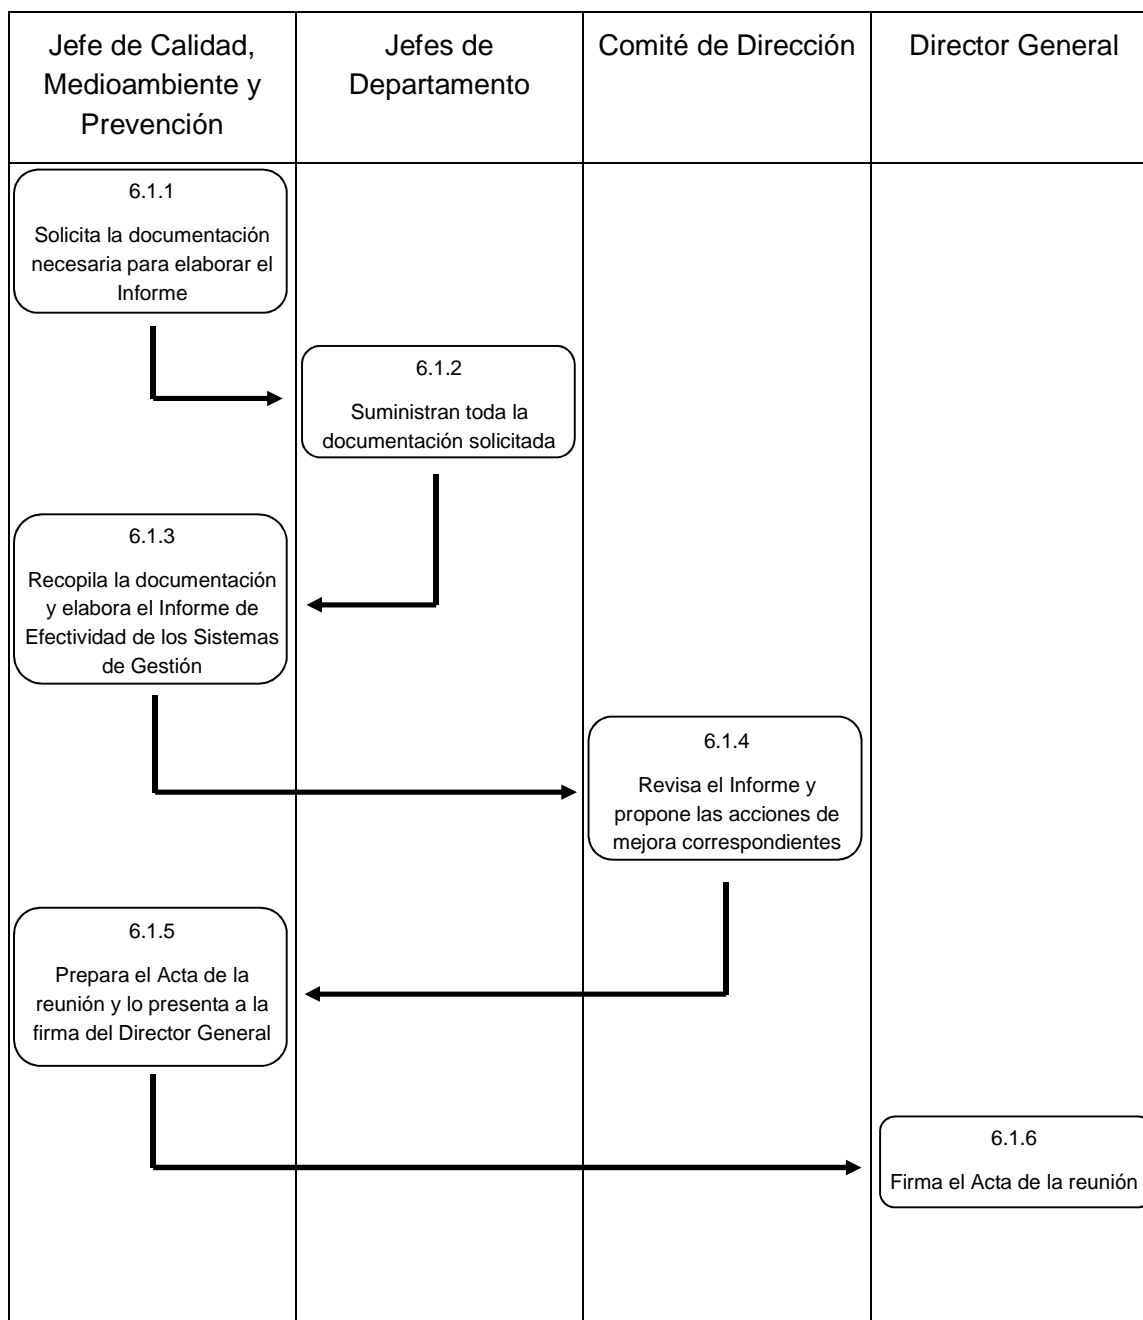 Jefe de Calidad,
Medioambiente y
Prevención
Jefes de
Departamento
Comité de Dirección
Director General
6.1.1
Solicita la documentación
necesaria para elaborar el
Informe
6.1.2
Suministran toda la
documentación solicitada
6.1.3
Recopila la documentación
y elabora el Informe de
Efectividad de los Sistemas
de Gestión
6.1.4
Revisa el Informe y
propone las acciones de
mejora correspondientes
6.1.5
Prepara el Acta de la
reunión y lo presenta a la
firma del Director General
6.1.6
Firma el Acta de la reunión